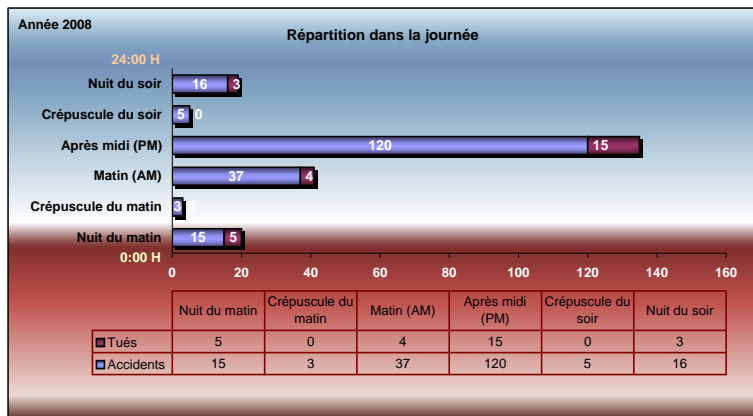 Année 2008
Répartition dans la journée
24:00 H
Nuit du soir 16 3
Crépuscule du soir 5 0
Après midi (PM) 120 15
Matin (AM) 37 4
Crépuscule du matin 3
Nuit du matin 15 5
0:00 H
0 20 40 60 80 100 120 140 160
Nuit du matin Crépuscule du matin Matin (AM) Après midi (PM) Crépuscule du soir Nuit du soir
Tués 5 0 4 15 0 3
Accidents 15 3 37 120 5 16